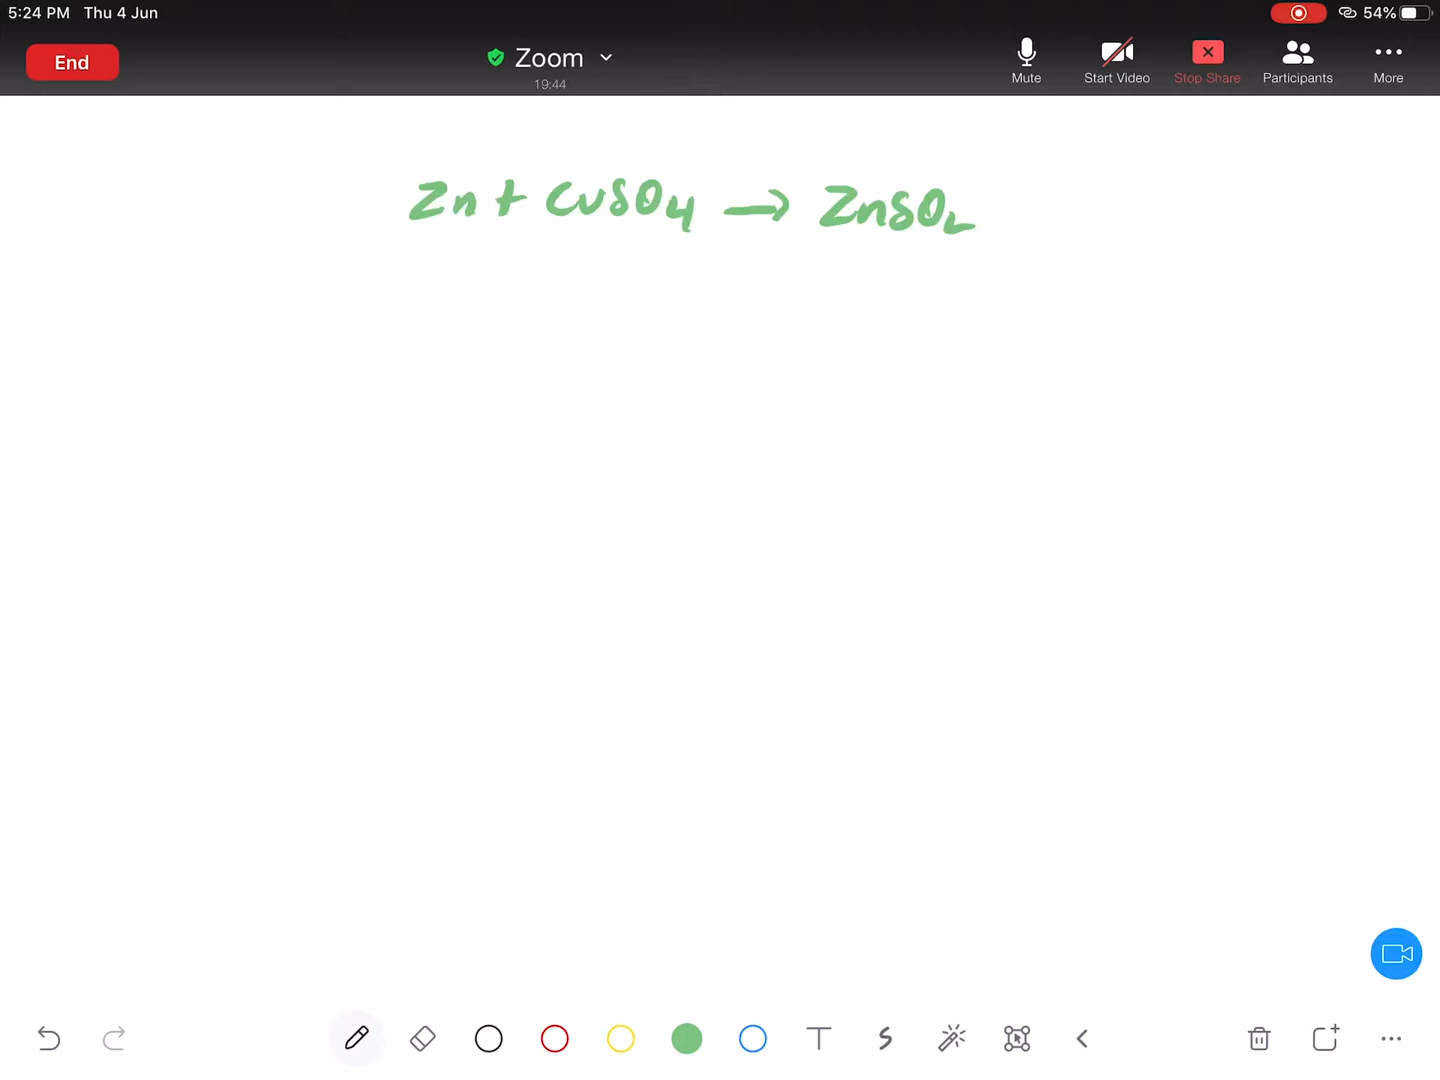 5:24 PM Thu 4 Jun 54%
End Zoom Mute Start Video Stop Share Participants More
19:44
Zn + CuSO4 → ZnSO
T